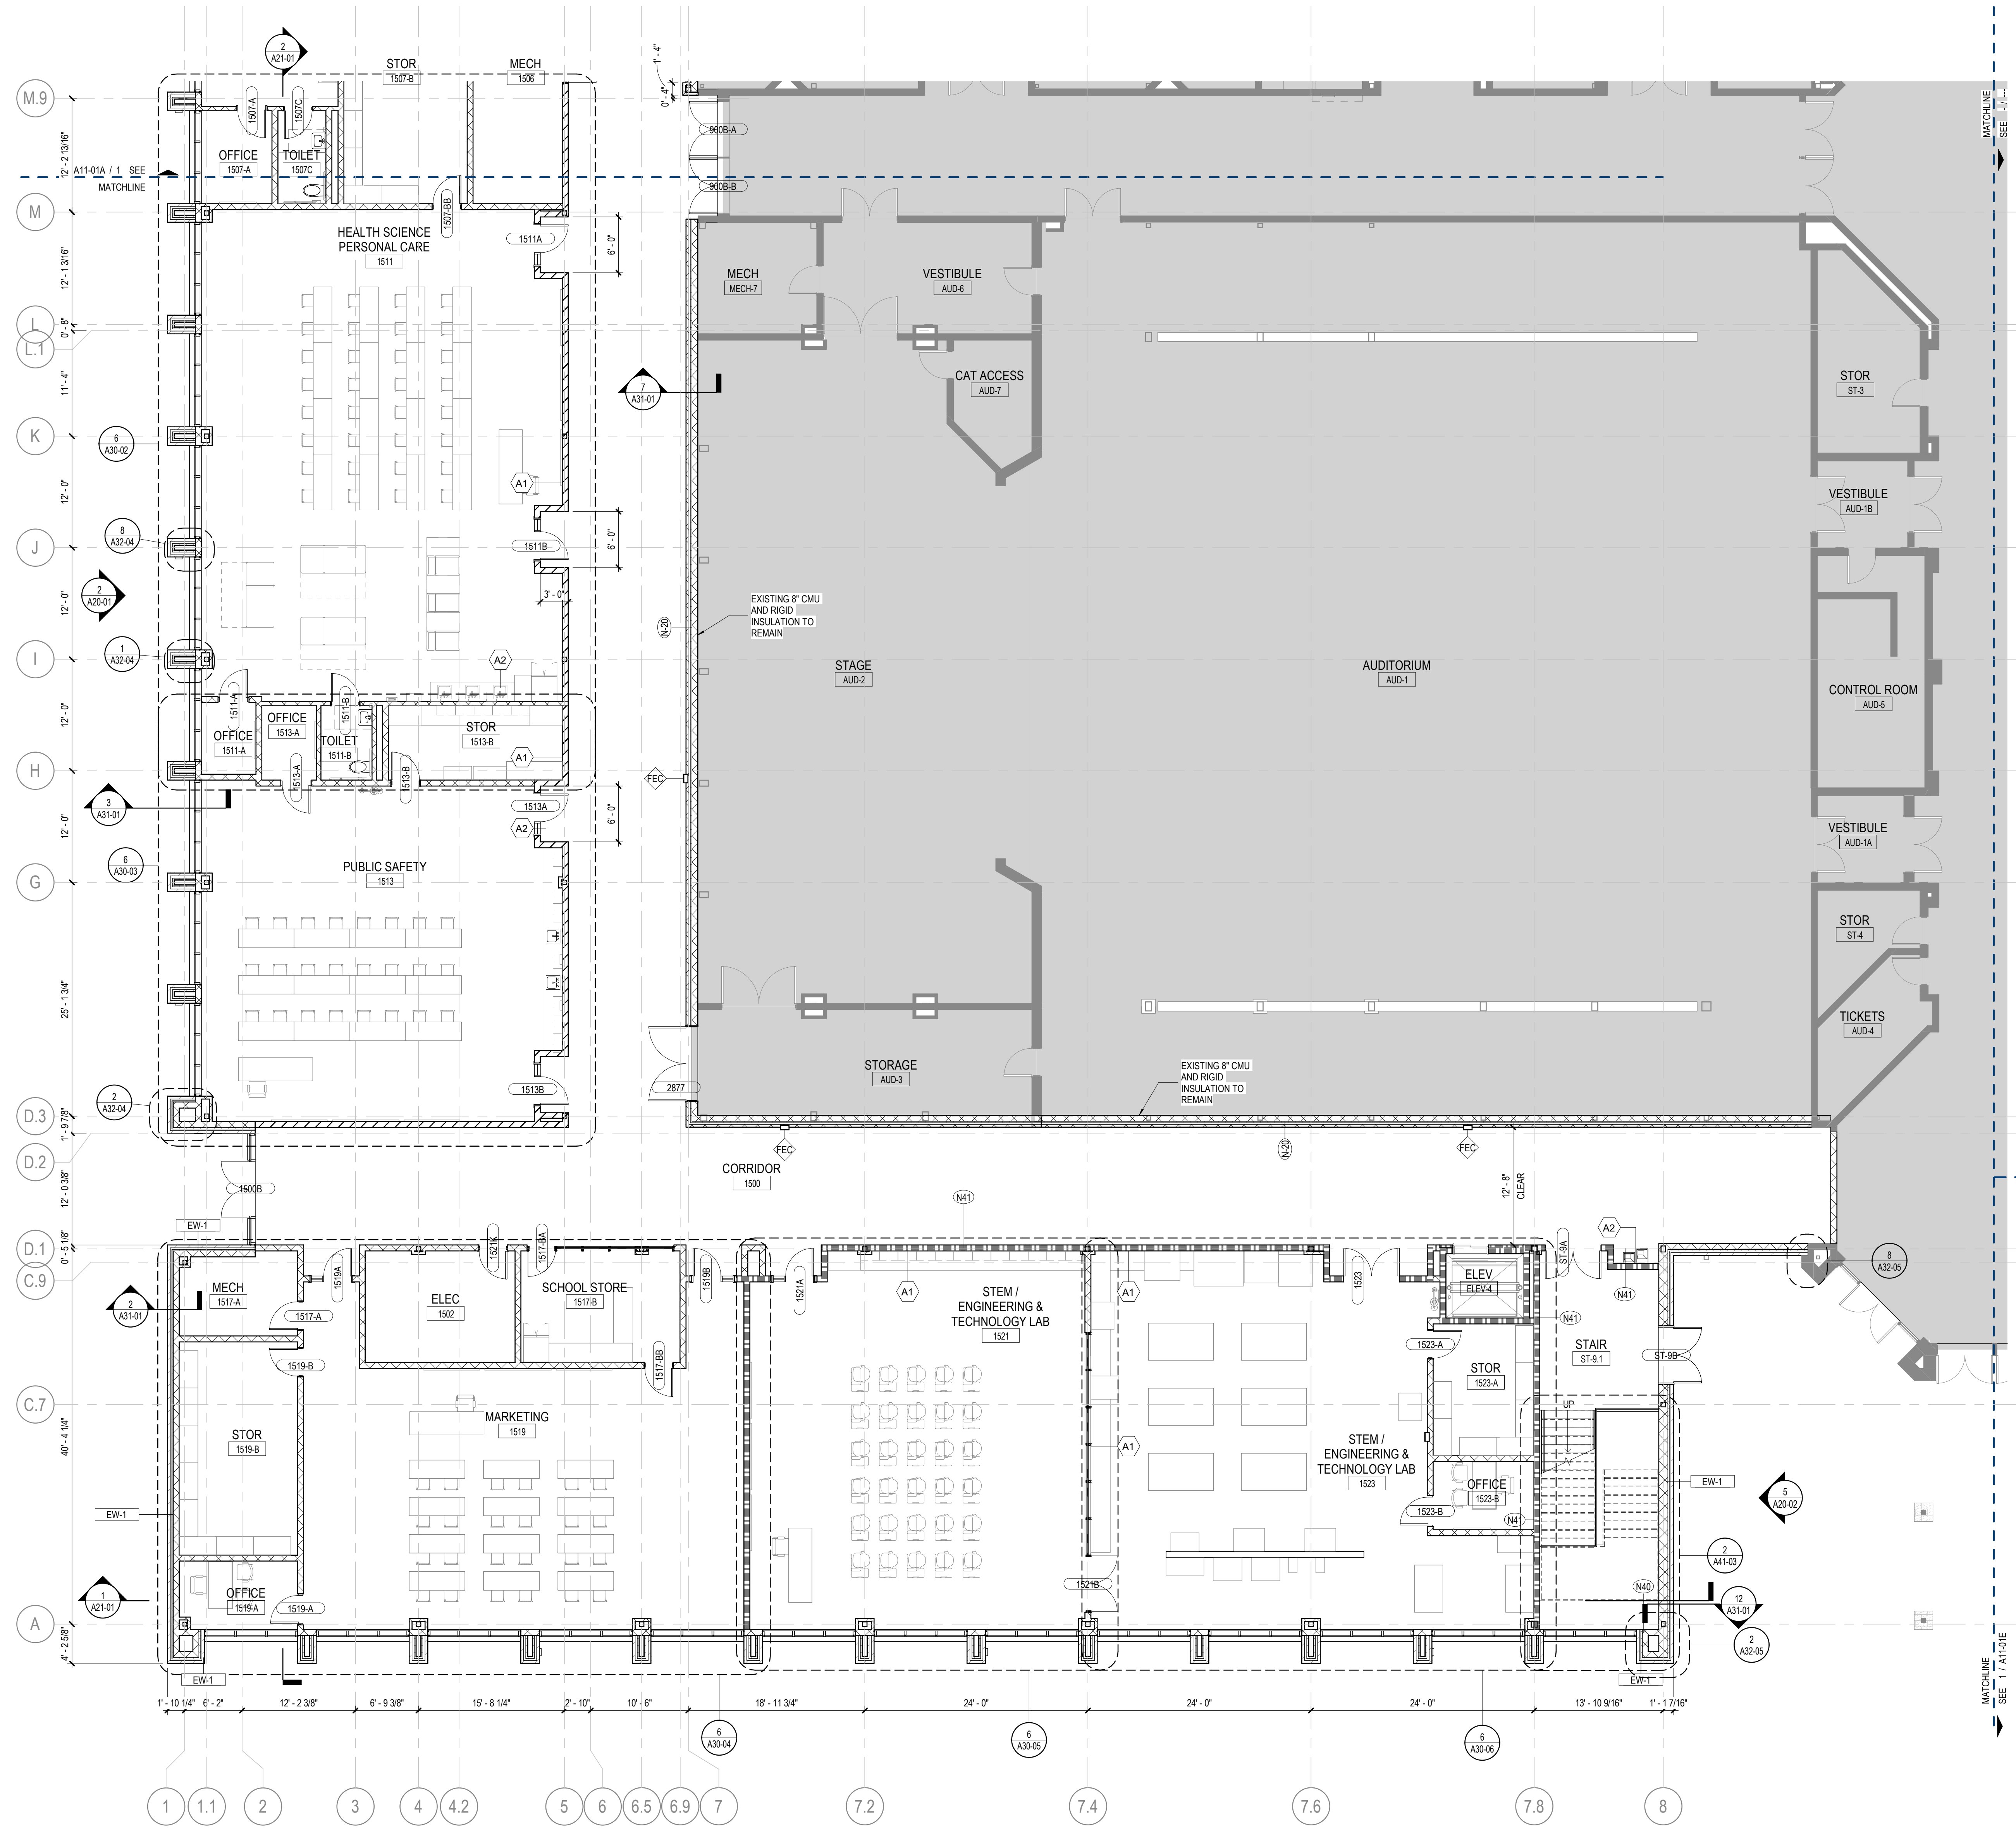 2
A21-01
STOR
1507-B
MECH
1506
1' - 4"
0' - 4"
M.9
1507-A
1507C
OFFICE
1507-A
TOILET
1507C
900B-A
900B-B
MATCHLINE
SEE - / ---
12' - 2 13/16"
A11-01A / 1 SEE
MATCHLINE
M
1507-BB
HEALTH SCIENCE
PERSONAL CARE
1511
1511A
6' - 0"
12' - 1 3/16"
MECH
MECH-7
VESTIBULE
AUD-6
L
0' - 8"
L.1
11' - 4"
7
A31-01
CAT ACCESS
AUD-7
STOR
ST-3
K
6
A30-02
A1
12' - 0"
VESTIBULE
AUD-1B
8
A32-04
J
1511B
6' - 0"
2
A20-01
12' - 0"
3' - 0"
EXISTING 8" CMU
AND RIGID
INSULATION TO
REMAIN
N-20
1
A32-04
I
A2
STAGE
AUD-2
AUDITORIUM
AUD-1
CONTROL ROOM
AUD-5
12' - 0"
1511-A
1511-B
OFFICE
1511-A
OFFICE
1513-A
TOILET
1511-B
STOR
1513-B
A1
H
1513-A
1513-B
FEC
3
A31-01
1513A
A2
6' - 0"
12' - 0"
VESTIBULE
AUD-1A
6
A30-03
PUBLIC SAFETY
1513
G
STOR
ST-4
25' - 1 3/4"
TICKETS
AUD-4
STORAGE
AUD-3
EXISTING 8" CMU
AND RIGID
INSULATION TO
REMAIN
2
A32-04
1513B
2877
D.3
1' - 9 7/8"
D.2
FEC
N-20
FEC
CORRIDOR
1500
12' - 8"
CLEAR
12' - 0 3/8"
1500B
N41
EW-1
D.1
0' - 5 1/8"
C.9
1519A
1521K
1517-BA
1519B
1521A
1523
ST-9A
A2
8
A32-05
MECH
1517-A
ELEC
1502
SCHOOL STORE
1517-B
A1
STEM /
ENGINEERING &
TECHNOLOGY LAB
1521
A1
ELEV
ELEV-4
N41
N41
2
A31-01
1517-A
1519-B
1517-BB
1523-A
STAIR
ST-9.1
ST-9B
STOR
1523-A
C.7
UP
40' - 4 1/4"
STOR
1519-B
MARKETING
1519
A1
STEM /
ENGINEERING &
TECHNOLOGY LAB
1523
OFFICE
1523-B
1523-B
N41
EW-1
EW-1
5
A20-02
2
A41-03
1
A21-01
OFFICE
1519-A
1519-A
1521B
N40
12
A31-01
A
2
A32-05
4' - 2 5/8"
EW-1
EW-1
MATCHLINE
SEE 1 / A11-01E
1' - 10 1/4"
6' - 2"
12' - 2 3/8"
6' - 9 3/8"
15' - 8 1/4"
2' - 10"
10' - 6"
18' - 11 3/4"
24' - 0"
24' - 0"
24' - 0"
13' - 10 9/16"
1' - 1 7/16"
6
A30-04
6
A30-05
6
A30-06
1
1.1
2
3
4
4.2
5
6
6.5
6.9
7
7.2
7.4
7.6
7.8
8